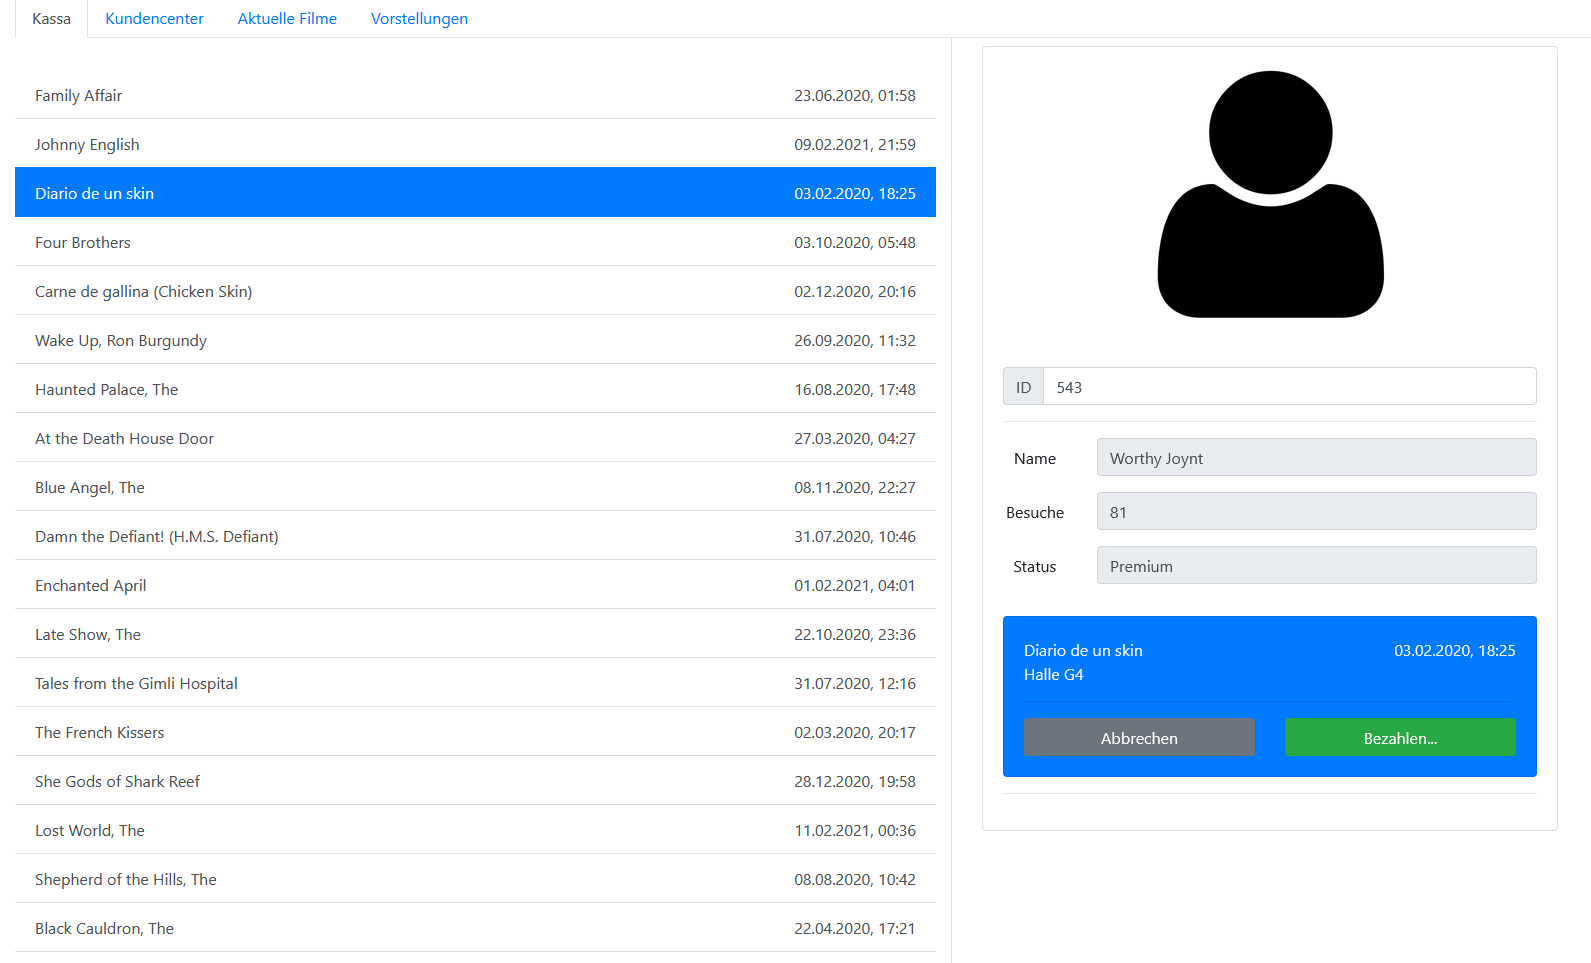 Kassa Kundencenter Aktuelle Filme Vorstellungen
Family Affair 23.06.2020, 01:58
Johnny English 09.02.2021, 21:59
Diario de un skin 03.02.2020, 18:25
Four Brothers 03.10.2020, 05:48
Carne de gallina (Chicken Skin) 02.12.2020, 20:16
Wake Up, Ron Burgundy 26.09.2020, 11:32
Haunted Palace, The 16.08.2020, 17:48
At the Death House Door 27.03.2020, 04:27
Blue Angel, The 08.11.2020, 22:27
Damn the Defiant! (H.M.S. Defiant) 31.07.2020, 10:46
Enchanted April 01.02.2021, 04:01
Late Show, The 22.10.2020, 23:36
Tales from the Gimli Hospital 31.07.2020, 12:16
The French Kissers 02.03.2020, 20:17
She Gods of Shark Reef 28.12.2020, 19:58
Lost World, The 11.02.2021, 00:36
Shepherd of the Hills, The 08.08.2020, 10:42
Black Cauldron, The 22.04.2020, 17:21
ID 543
Name Worthy Joynt
Besuche 81
Status Premium
Diario de un skin 03.02.2020, 18:25
Halle G4
Abbrechen Bezahlen...